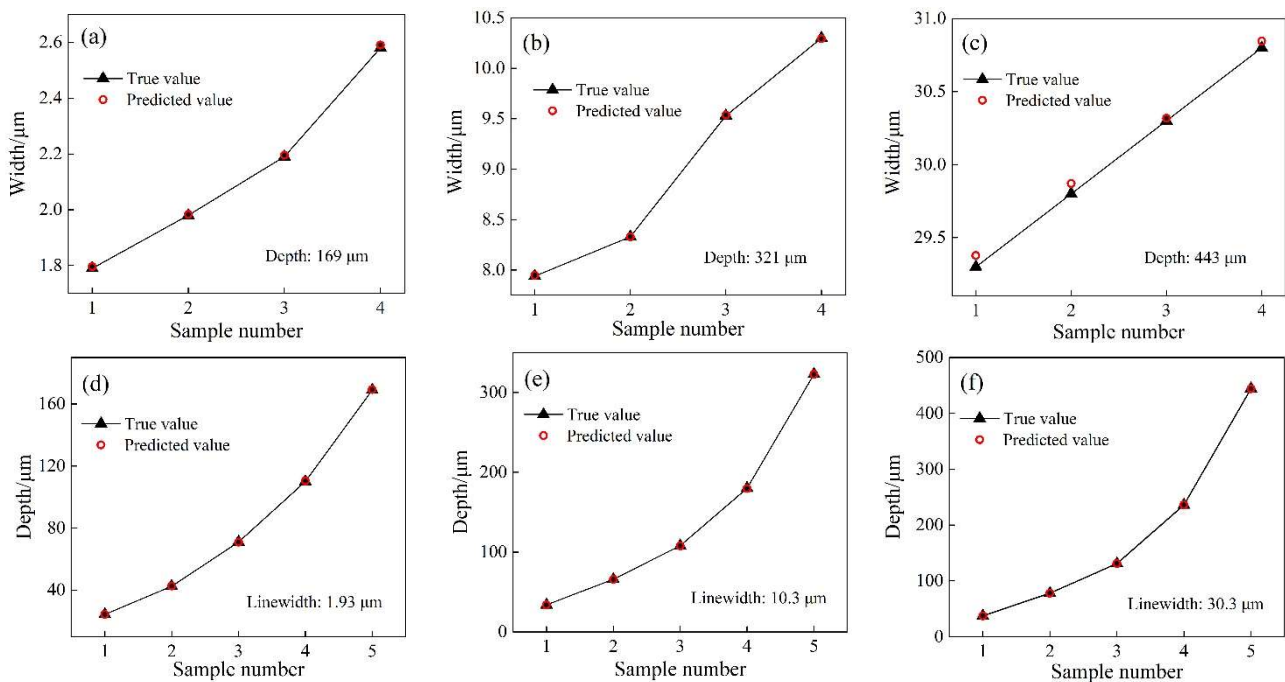 (a)
True value
Predicted value
Depth: 169 μm
2.6
2.4
2.2
2.0
1.8
Width/μm
1 2 3 4
Sample number
(b)
True value
Predicted value
Depth: 321 μm
10.5
10.0
9.5
9.0
8.5
8.0
Width/μm
1 2 3 4
Sample number
(c)
True value
Predicted value
Depth: 443 μm
31.0
30.5
30.0
29.5
Width/μm
1 2 3 4
Sample number
(d)
True value
Predicted value
Linewidth: 1.93 μm
160
120
80
40
Depth/μm
1 2 3 4 5
Sample number
(e)
True value
Predicted value
Linewidth: 10.3 μm
300
200
100
0
Depth/μm
1 2 3 4 5
Sample number
(f)
True value
Predicted value
Linewidth: 30.3 μm
500
400
300
200
100
0
Depth/μm
1 2 3 4 5
Sample number